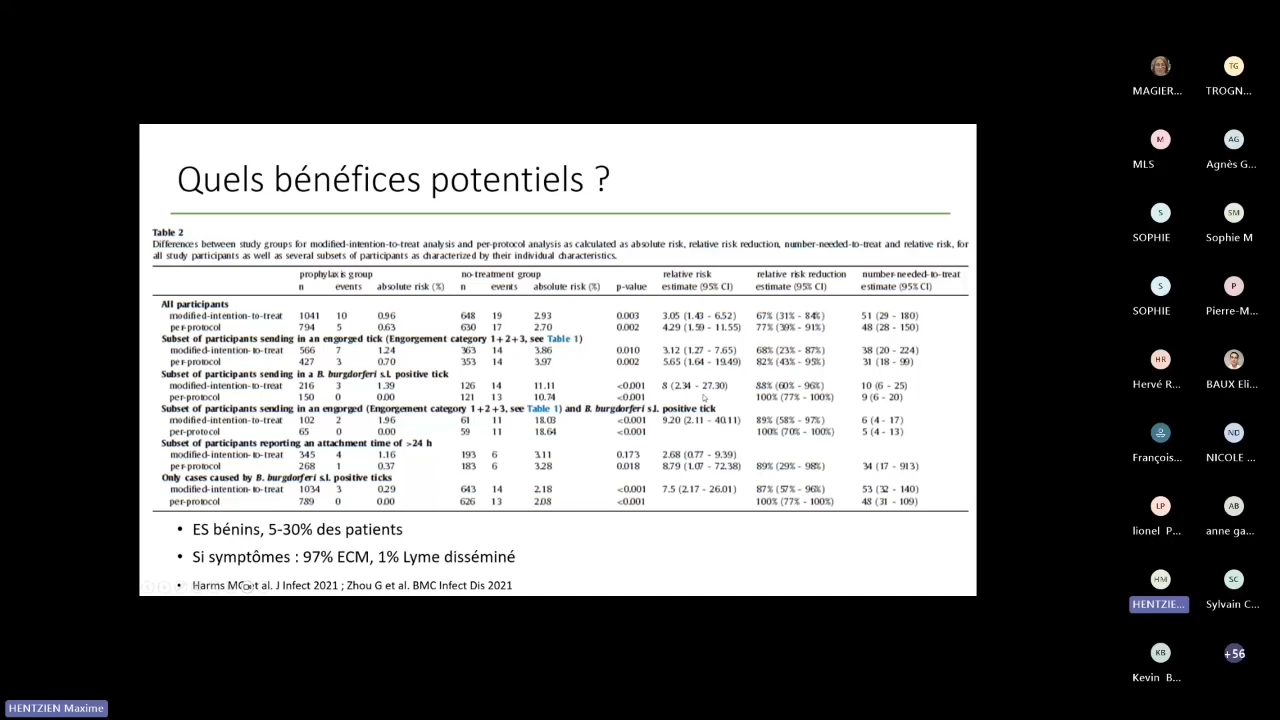 Quels bénéfices potentiels ?
Table 2
Differences between study groups for modified-intention-to-treat analysis and per-protocol analysis as calculated as absolute risk, relative risk reduction, number-needed-to-treat and relative risk, for
all study participants as well as several subsets of participants as characterized by their individual characteristics.
prophylaxis group no-treatment group relative risk relative risk reduction number-needed-to-treat
n events absolute risk (%) n events absolute risk (%) p-value estimate (95% CI) estimate (95% CI) estimate (95% CI)
All participants
modified-intention-to-treat 1041 10 0.96 648 19 2.93 0.003 3.05 (1.43 - 6.52) 67% (31% - 84%) 51 (29 - 180)
per-protocol 794 5 0.63 630 17 2.70 0.002 4.29 (1.59 - 11.55) 77% (39% - 91%) 48 (28 - 150)
Subset of participants sending in an engorged tick (Engorgement category 1+2+3, see Table 1)
modified-intention-to-treat 566 7 1.24 363 14 3.86 0.010 3.12 (1.27 - 7.65) 68% (23% - 87%) 38 (20 - 224)
per-protocol 427 3 0.70 353 14 3.97 0.002 5.65 (1.64 - 19.49) 82% (43% - 95%) 31 (18 - 99)
Subset of participants sending in a B. burgdorferi s.l. positive tick
modified-intention-to-treat 216 3 1.39 126 14 11.11 <0.001 8 (2.34 - 27.30) 88% (60% - 96%) 10 (6 - 25)
per-protocol 150 0 0.00 121 13 10.74 <0.001 100% (77% - 100%) 9 (6 - 20)
Subset of participants sending in an engorged (Engorgement category 1+2+3, see Table 1) and B. burgdorferi s.l. positive tick
modified-intention-to-treat 102 2 1.96 61 11 18.03 <0.001 9.20 (2.11 - 40.11) 89% (58% - 97%) 6 (4 - 17)
per-protocol 65 0 0.00 59 11 18.64 <0.001 100% (70% - 100%) 5 (4 - 13)
Subset of participants reporting an attachment time of >24 h
modified-intention-to-treat 345 4 1.16 193 6 3.11 0.173 2.68 (0.77 - 9.39)
per-protocol 268 1 0.37 183 6 3.28 0.018 8.79 (1.07 - 72.38) 89% (29% - 98%) 34 (17 - 913)
Only cases caused by B. burgdorferi s.l. positive ticks
modified-intention-to-treat 1034 3 0.29 643 14 2.18 <0.001 7.5 (2.17 - 26.01) 87% (57% - 96%) 53 (32 - 140)
per-protocol 789 0 0.00 626 13 2.08 <0.001 100% (77% - 100%) 48 (31 - 109)
• ES bénins, 5-30% des patients
• Si symptômes : 97% ECM, 1% Lyme disséminé
• Harms MG et al. J Infect 2021 ; Zhou G et al. BMC Infect Dis 2021
TG
MAGIER... TROGN...
M AG
MLS Agnès G...
S SM
SOPHIE Sophie M
S P
SOPHIE Pierre-M...
HR
Hervé R... BAUX Eli...
ND
François... NICOLE ...
LP AB
lionel P... anne ga...
HM SC
HENTZIE... Sylvain C...
KB +56
Kevin B...
HENTZIEN Maxime